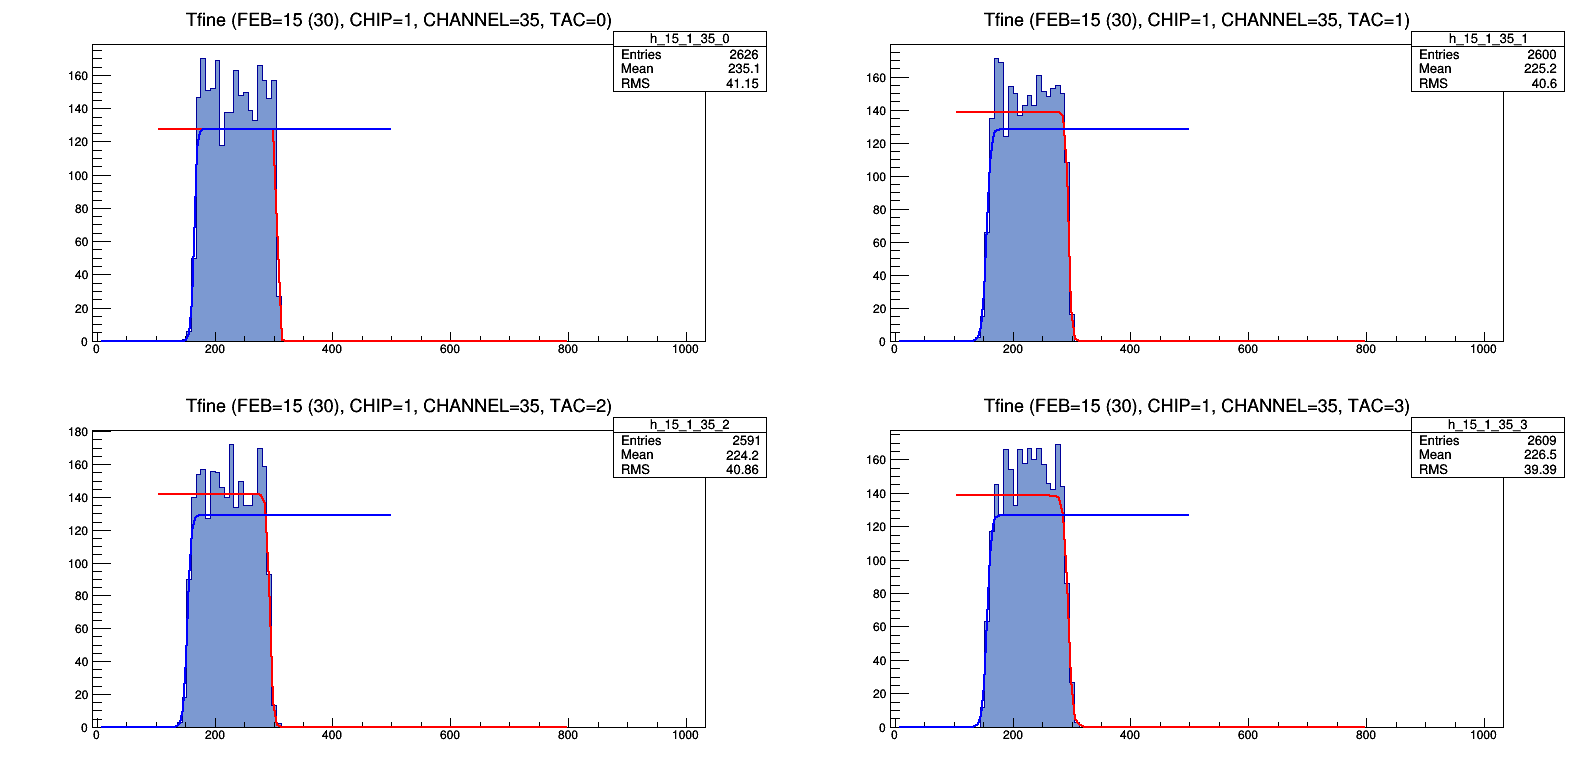 Tfine (FEB=15 (30), CHIP=1, CHANNEL=35, TAC=0)
h_15_1_35_0
Entries 2626
Mean 235.1
RMS 41.15
160
140
120
100
80
60
40
20
0
0 200 400 600 800 1000
Tfine (FEB=15 (30), CHIP=1, CHANNEL=35, TAC=1)
h_15_1_35_1
Entries 2600
Mean 225.2
RMS 40.6
160
140
120
100
80
60
40
20
0
0 200 400 600 800 1000
Tfine (FEB=15 (30), CHIP=1, CHANNEL=35, TAC=2)
h_15_1_35_2
Entries 2591
Mean 224.2
RMS 40.86
180
160
140
120
100
80
60
40
20
0
0 200 400 600 800 1000
Tfine (FEB=15 (30), CHIP=1, CHANNEL=35, TAC=3)
h_15_1_35_3
Entries 2609
Mean 226.5
RMS 39.39
160
140
120
100
80
60
40
20
0
0 200 400 600 800 1000